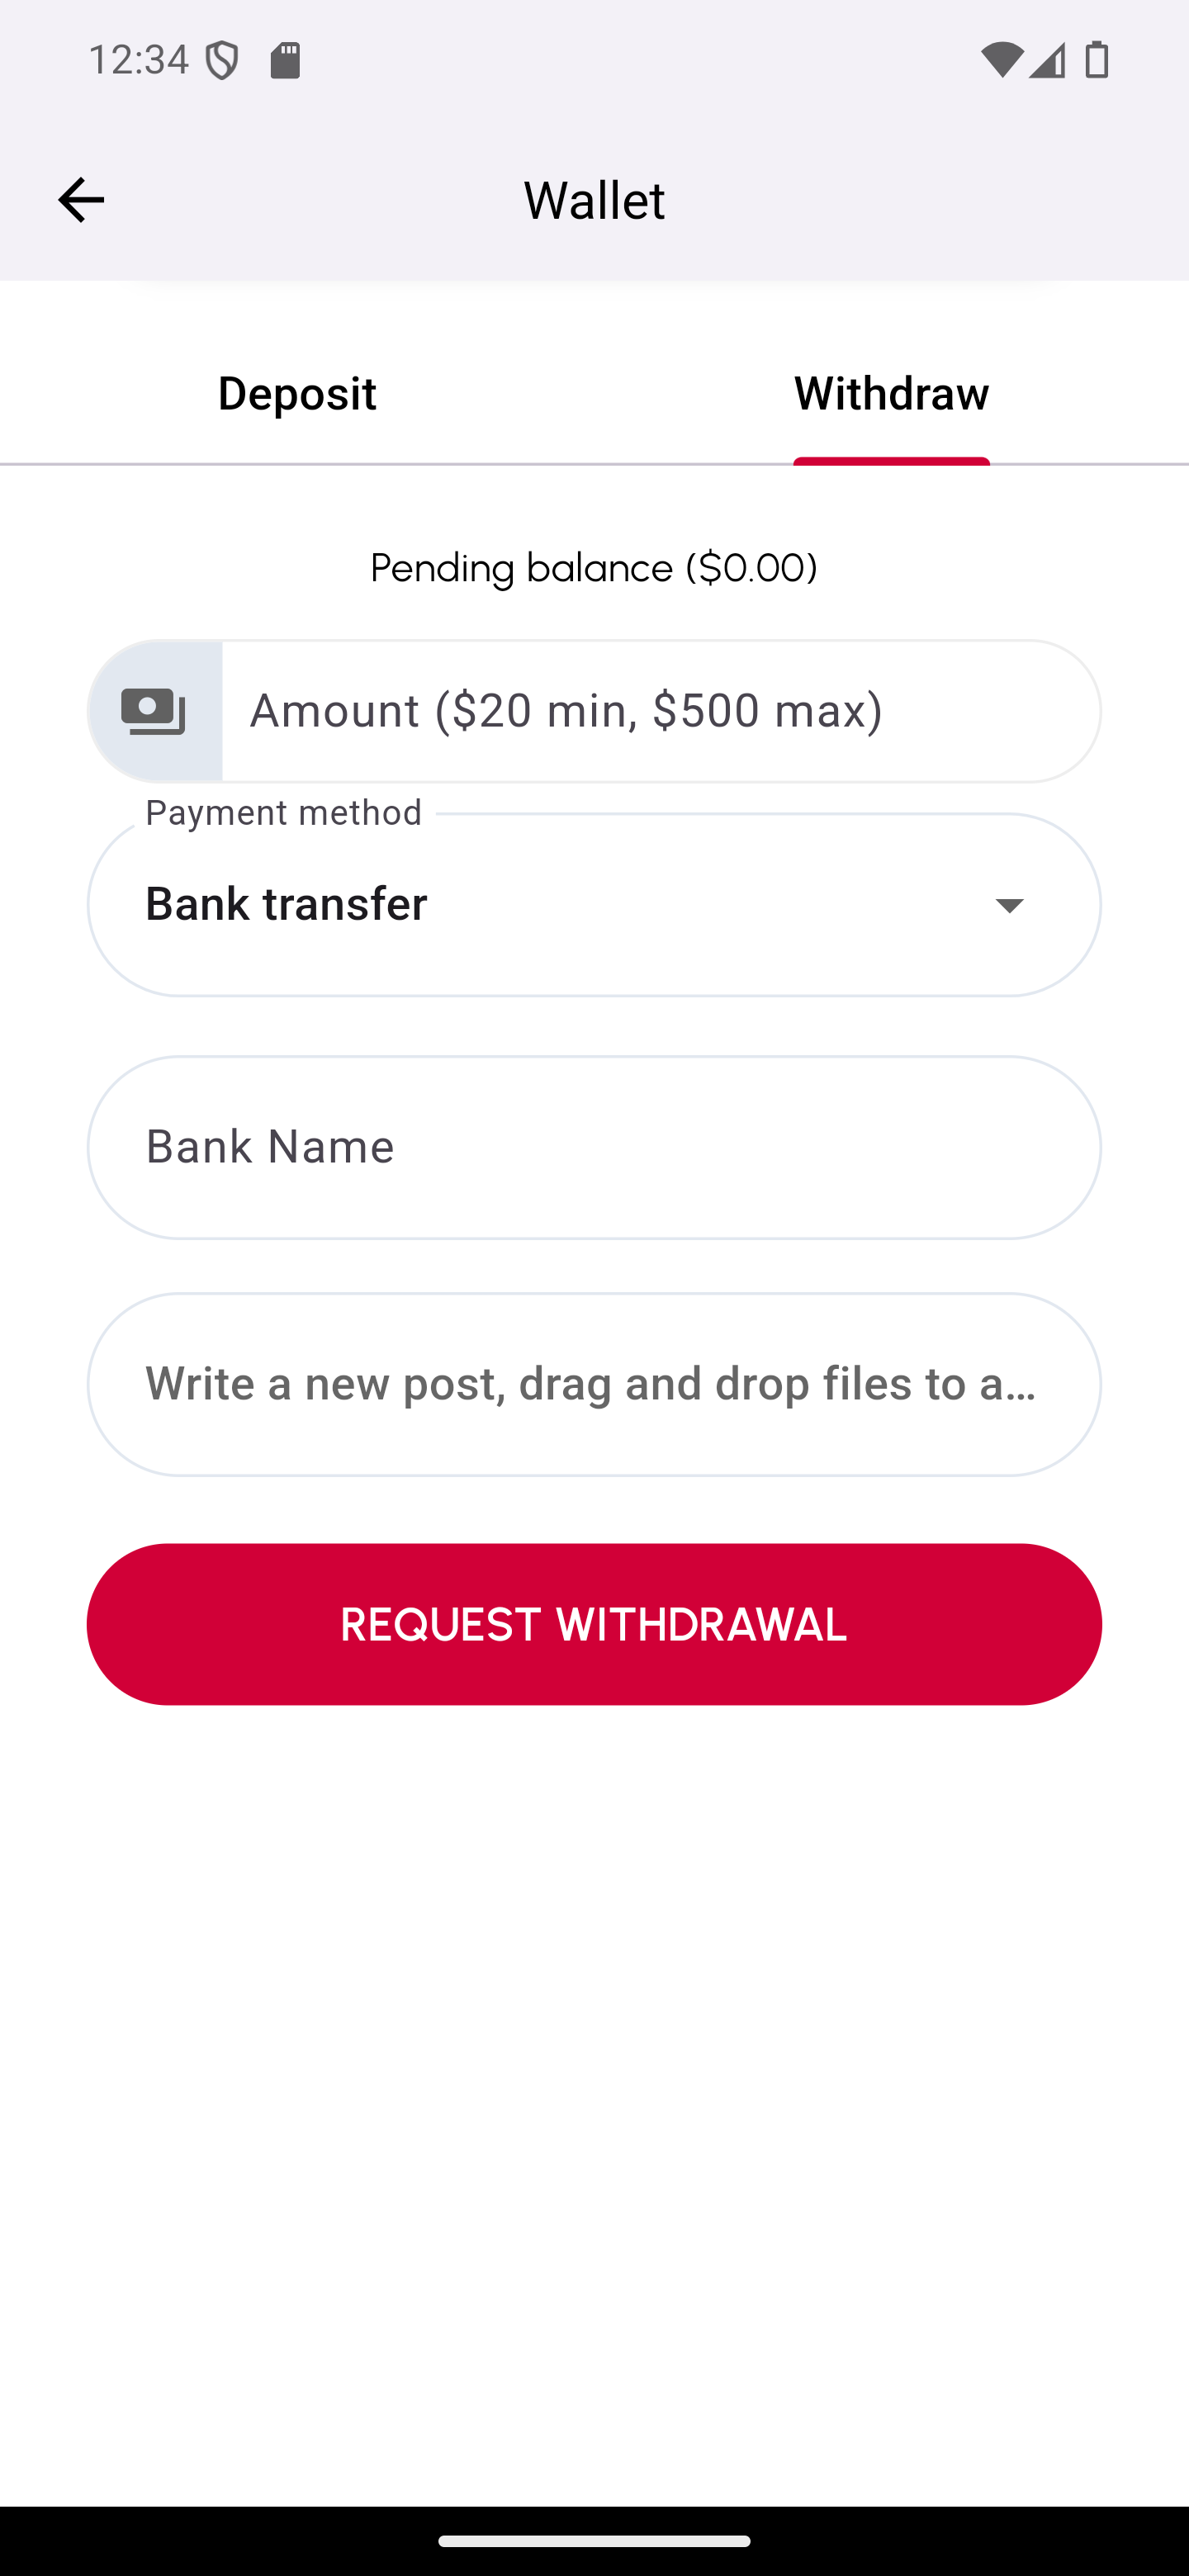 12:34
Wallet
Deposit
Withdraw
Pending balance ($0.00)
Amount ($20 min, $500 max)
Payment method
Bank transfer
Bank Name
Write a new post, drag and drop files to a...
REQUEST WITHDRAWAL